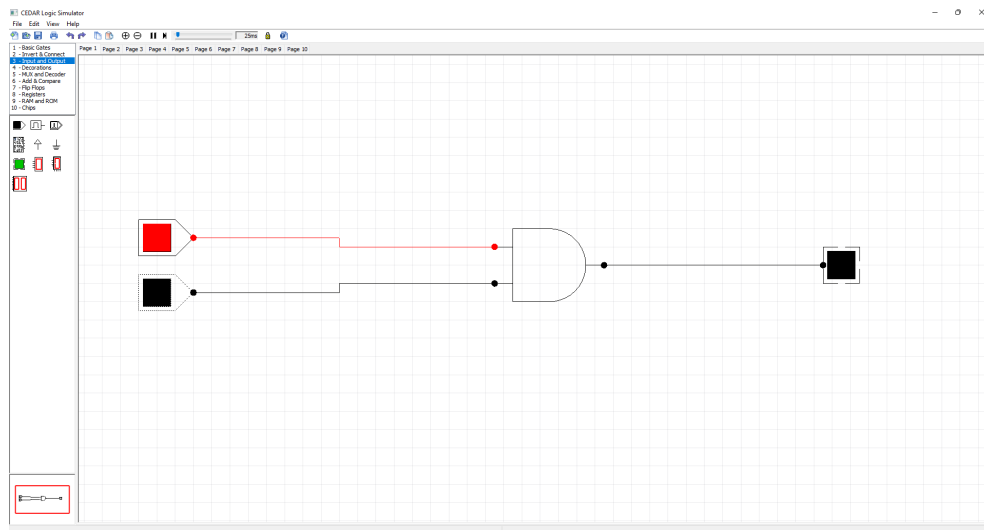 CEDAR Logic Simulator
File Edit View Help
25ms
1 - Basic Gates
2 - Invert & Connect
3 - Input and Output
4 - Decorations
5 - MUX and Decoder
6 - Add & Compare
7 - Flip Flops
8 - Registers
9 - RAM and ROM
10 - Chips
Page 1 Page 2 Page 3 Page 4 Page 5 Page 6 Page 7 Page 8 Page 9 Page 10